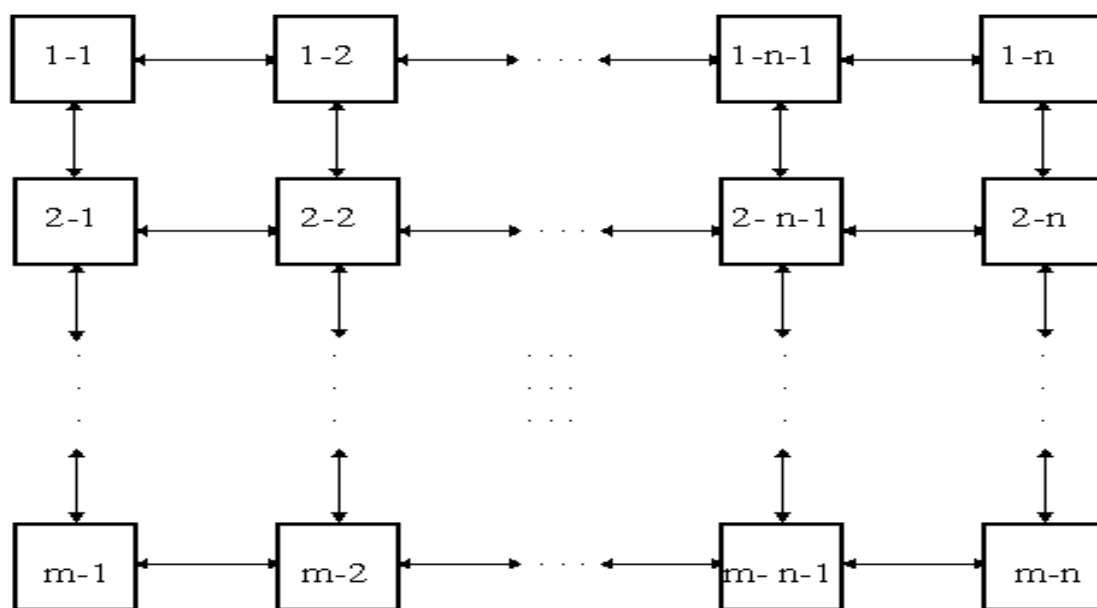 1-1 1-2 . . . 1-n-1 1-n
2-1 2-2 . . . 2- n-1 2-n
. . . . . . .
. . . . . . .
. . . . . . .
m-1 m-2 . . . m- n-1 m-n